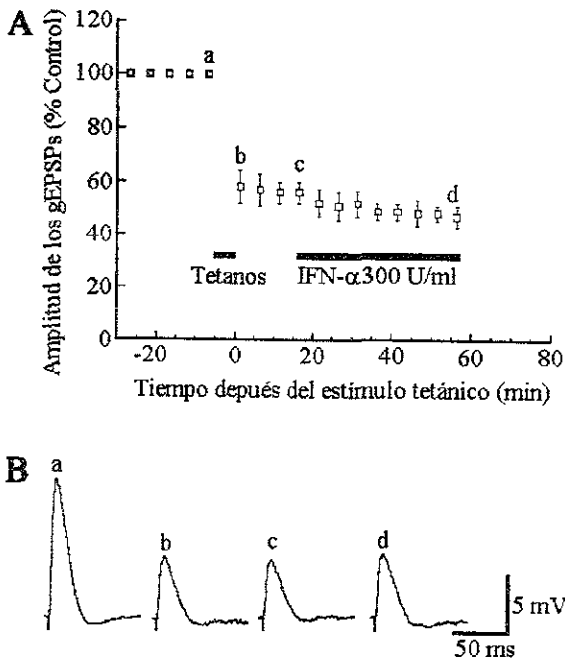 A
Amplitud de los gEPSPs (% Control)
120
100
80
60
40
20
0
a
b
c
d
Tetanos
IFN-α300 U/ml
-20
0
20
40
60
80
Tiempo depués del estímulo tetánico (min)
B
a
b
c
d
5 mV
50 ms